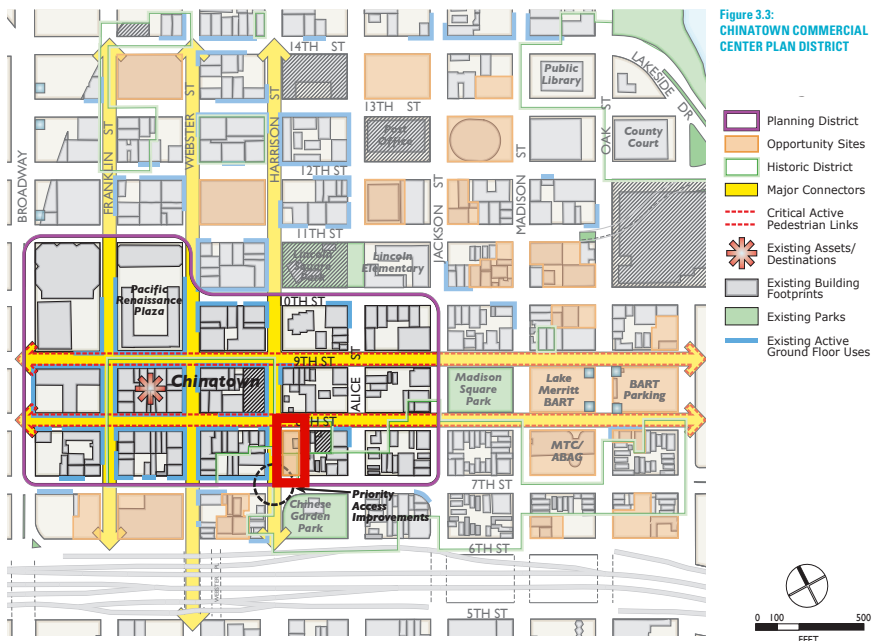 Figure 3.3:
CHINATOWN COMMERCIAL
CENTER PLAN DISTRICT
Planning District
Opportunity Sites
Historic District
Major Connectors
Critical Active
Pedestrian Links
Existing Assets/
Destinations
Existing Building
Footprints
Existing Parks
Existing Active
Ground Floor Uses
0 100 500
FEET
14TH ST
13TH ST
12TH ST
11TH ST
10TH ST
9TH ST
TH ST
7TH ST
6TH ST
5TH ST
BROADWAY
FRANKLIN ST
WEBSTER ST
HARRISON ST
ALICE ST
JACKSON ST
MADISON ST
OAK ST
LAKESIDE DR
Public
Library
Post
Office
County
Court
Lincoln
Square
Park
Lincoln
Elementary
Pacific
Renaissance
Plaza
Chinatown
Madison
Square
Park
Lake
Merritt
BART
BART
Parking
MTC/
ABAG
Priority
Access
Improvements
Chinese
Garden
Park